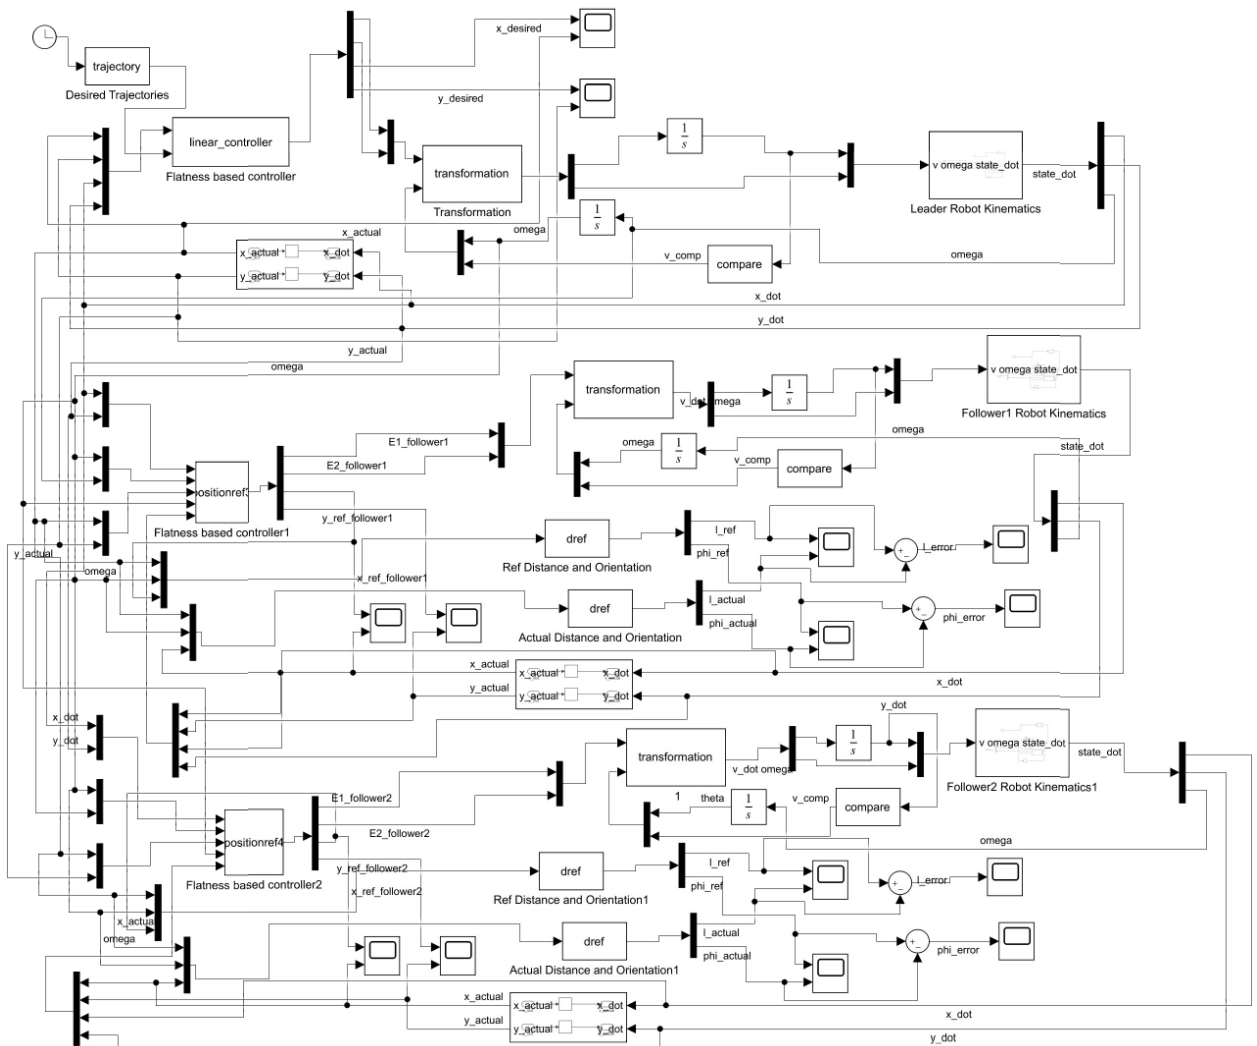 x_desired
trajectory
Desired Trajectories
y_desired
linear_controller
Flatness based controller
transformation
Transformation
1
s
v omega state_dot
state_dot
Leader Robot Kinematics
1
s
omega
x_actual
x_actual
x_dot
y_actual
y_dot
v_comp
compare
omega
x_dot
y_dot
y_actual
omega
transformation
1
s
v omega state_dot
Follower1 Robot Kinematics
omega
state_dot
E1_follower1
E2_follower1
omega
1
s
v_comp
compare
positionref3
Flatness based controller1
y_ref_follower1
y_actual
omega
x_ref_follower1
dref
Ref Distance and Orientation
l_ref
phi_ref
l_error
dref
Actual Distance and Orientation
l_actual
phi_actual
phi_error
x_actual
y_actual
x_actual
x_dot
y_actual
y_dot
x_dot
x_dot
y_dot
y_dot
transformation
v_dot omega
1
s
v omega state_dot
state_dot
Follower2 Robot Kinematics1
E1_follower2
E2_follower2
1
theta
1
s
v_comp
compare
omega
positionref4
Flatness based controller2
y_ref_follower2
x_ref_follower2
dref
Ref Distance and Orientation1
l_ref
phi_ref
l_error
x_actual
omega
dref
Actual Distance and Orientation1
l_actual
phi_actual
phi_error
x_actual
y_actual
x_actual
x_dot
y_actual
y_dot
x_dot
y_dot